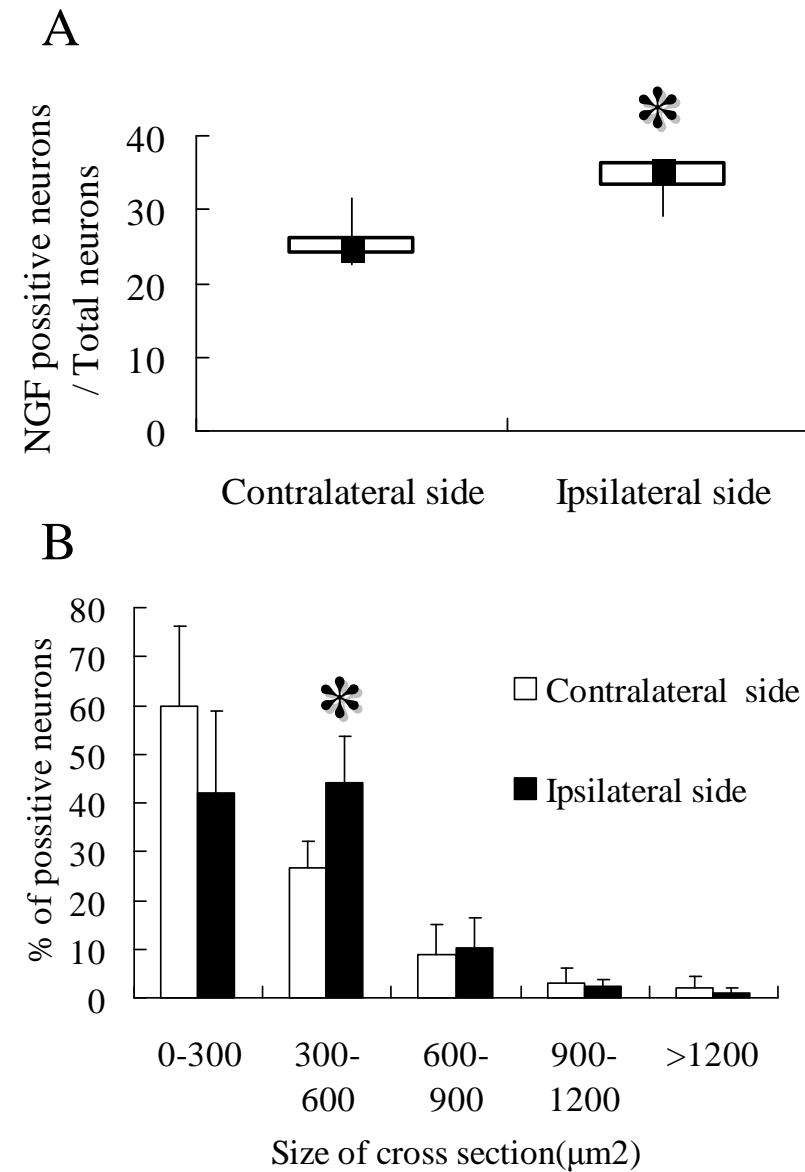 A
NGF possitive neurons
/ Total neurons
40
30
20
10
0
*
Contralateral side
Ipsilateral side
B
% of possitive neurons
80
70
60
50
40
30
20
10
0
*
Contralateral side
Ipsilateral side
0-300
300-
600
600-
900
900-
1200
>1200
Size of cross section(μm2)